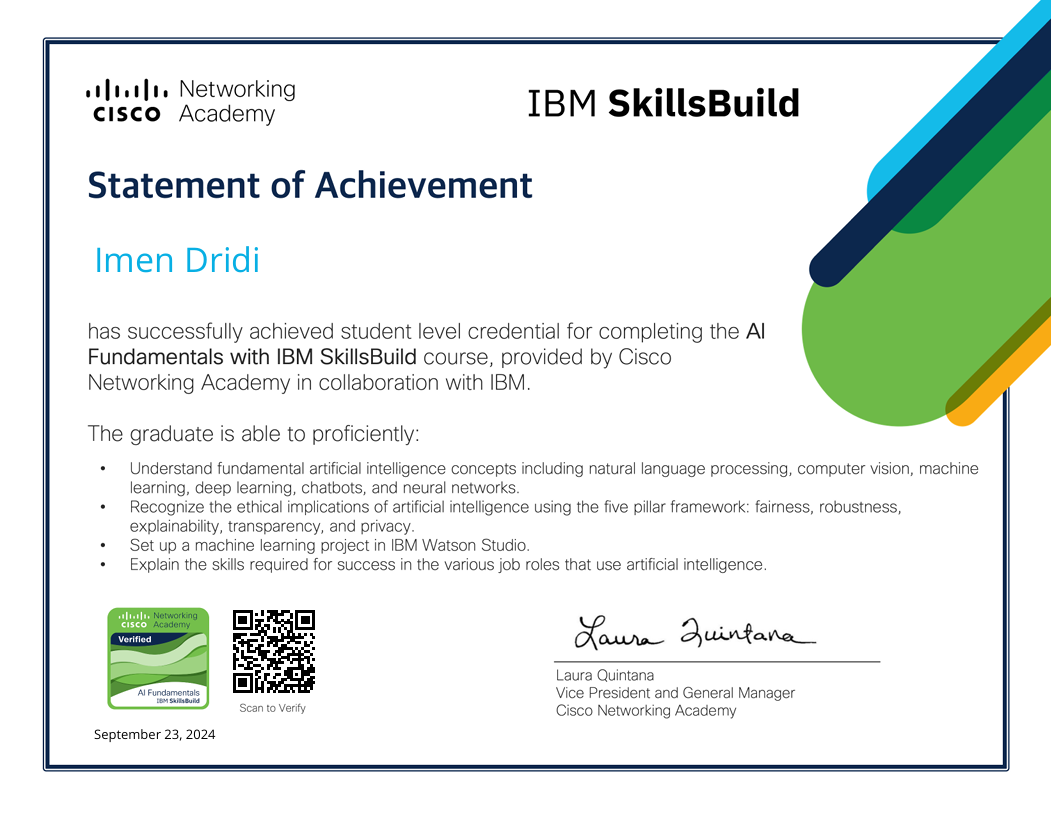 CISCO Networking Academy
IBM SkillsBuild
Statement of Achievement
Imen Dridi
has successfully achieved student level credential for completing the AI
Fundamentals with IBM SkillsBuild course, provided by Cisco
Networking Academy in collaboration with IBM.
The graduate is able to proficiently:
• Understand fundamental artificial intelligence concepts including natural language processing, computer vision, machine
learning, deep learning, chatbots, and neural networks.
• Recognize the ethical implications of artificial intelligence using the five pillar framework: fairness, robustness,
explainability, transparency, and privacy.
• Set up a machine learning project in IBM Watson Studio.
• Explain the skills required for success in the various job roles that use artificial intelligence.
CISCO Networking Academy
Verified
AI Fundamentals
IBM SkillsBuild
Scan to Verify
September 23, 2024
Laura Quintana
Laura Quintana
Vice President and General Manager
Cisco Networking Academy